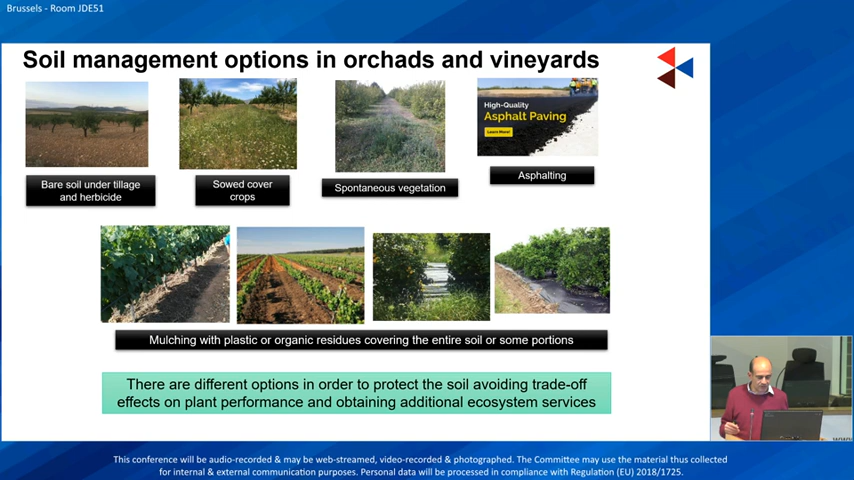 Brussels - Room JDE51
Soil management options in orchads and vineyards
High-Quality
Asphalt Paving
Learn More!
Bare soil under tillage
and herbicide
Sowed cover
crops
Spontaneous vegetation
Asphalting
Mulching with plastic or organic residues covering the entire soil or some portions
There are different options in order to protect the soil avoiding trade-off
effects on plant performance and obtaining additional ecosystem services
This conference will be audio-recorded & may be web-streamed, video-recorded & photographed. The Committee may use the material thus collected
for internal & external communication purposes. Personal data will be processed in compliance with Regulation (EU) 2018/1725.